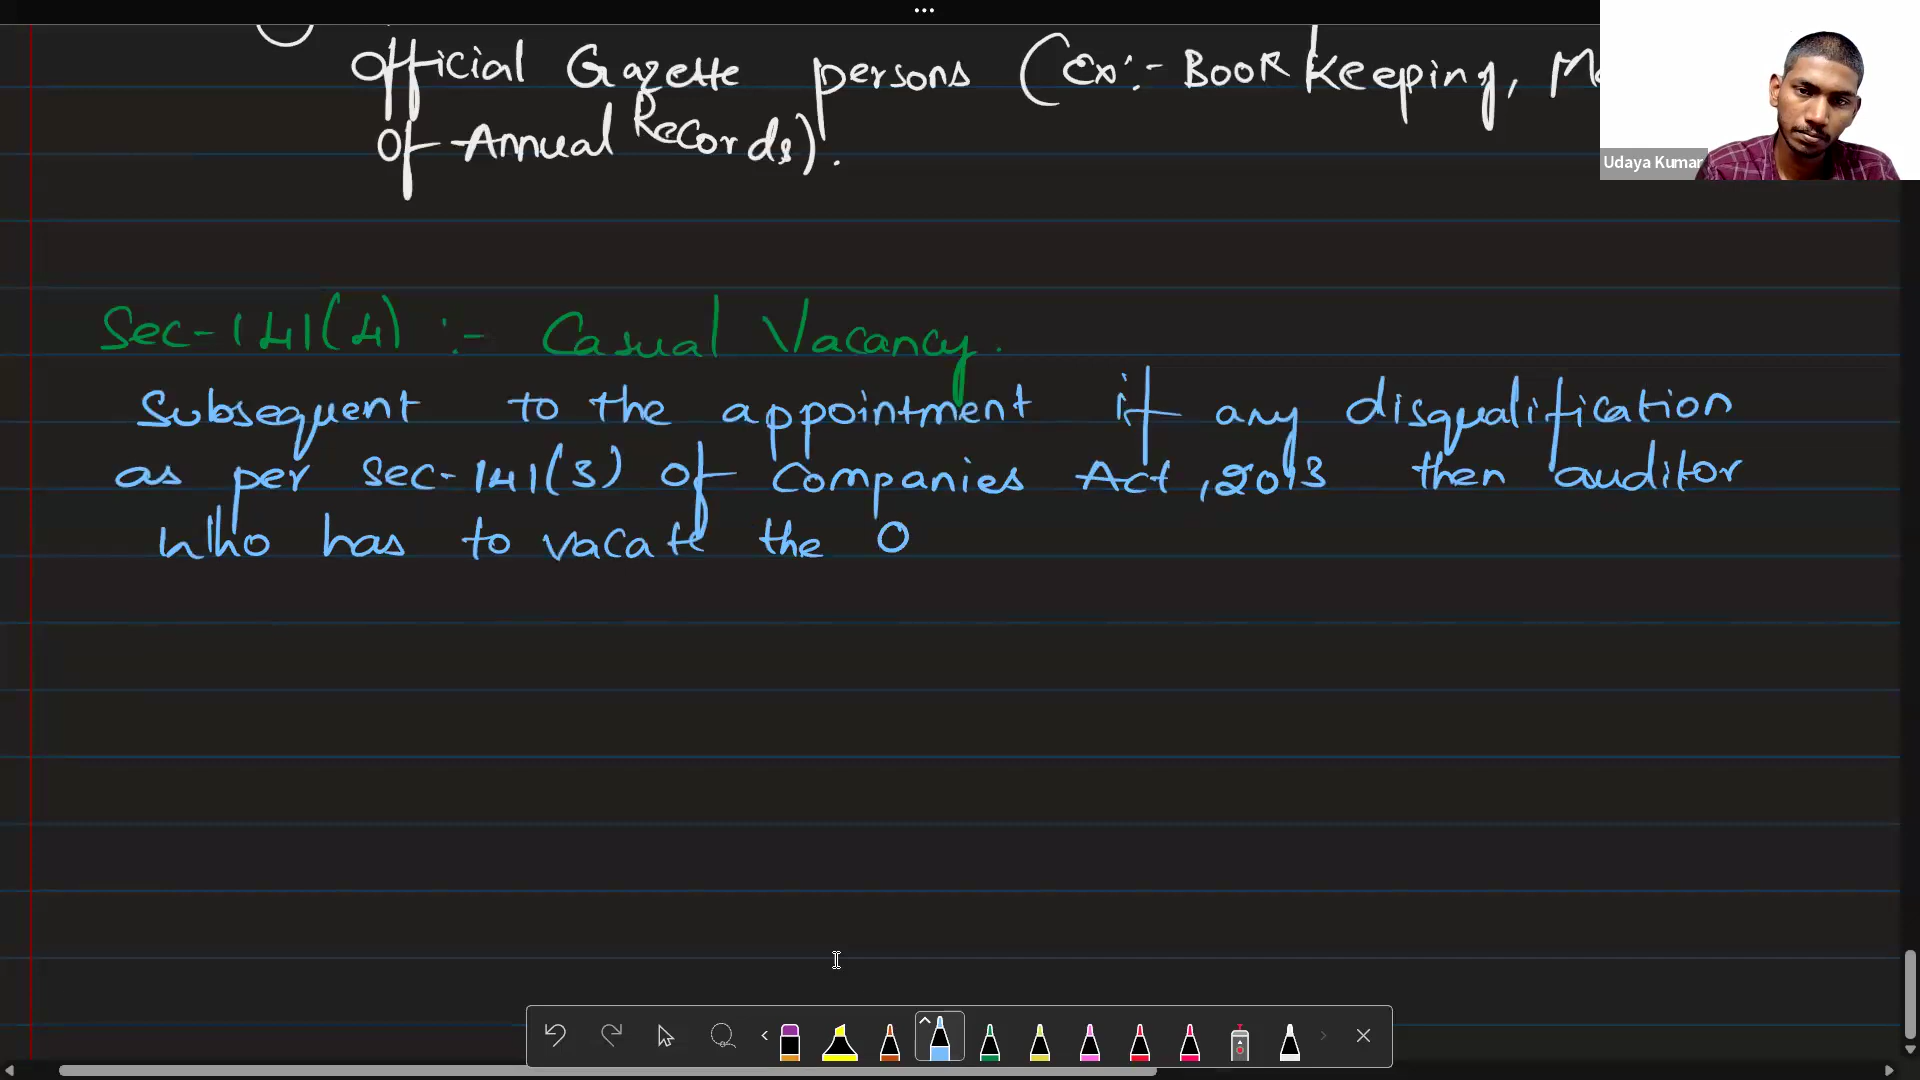 Official Gazette persons (Ex:- Book keeping, M
Of Annual Records).
Udaya Kumar
Sec-141(4) :- Casual Vacancy.
Subsequent to the appointment if any disqualification
as per Sec-141(3) of Companies Act, 2013 then auditor
who has to vacate the O